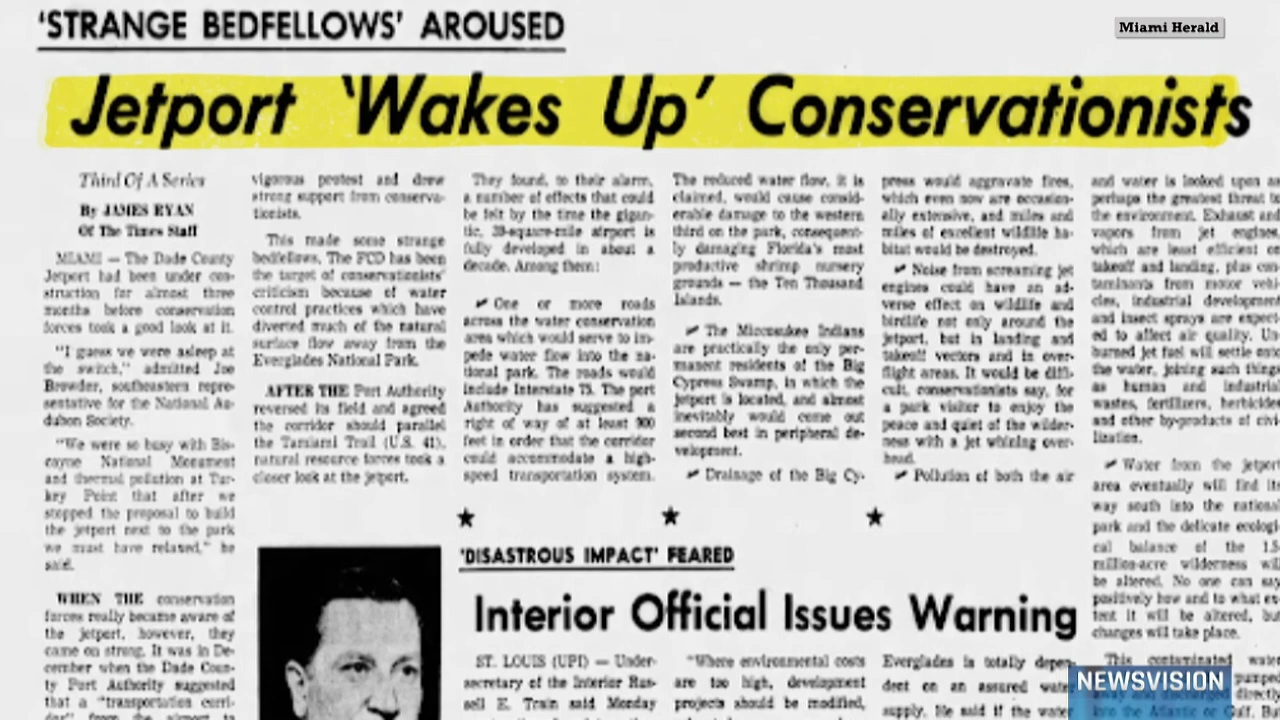 'STRANGE BEDFELLOWS' AROUSED
Miami Herald
Jetport 'Wakes Up' Conservationists
Third Of A Series
By JAMES RYAN
Of The Times Staff
MIAMI — The Dade County
Jetport had been under con-
struction for almost three
months before conservation
forces took a good look at it.
"I guess we were asleep at
the switch," admitted Joe
Browder, southeastern repre-
sentative for the National Au-
dubon Society.
"We were so busy with Bis-
cayne National Monument
and thermal pollution at Tur-
key Point that after we
stopped the proposal to build
the jetport next to the park
we must have relaxed," he
said.
WHEN THE conservation
forces really became aware of
the jetport, however, they
came on strong. It was in De-
cember when the Dade Coun-
ty Port Authority suggested
that a "transportation corri-
dor" from the airport to
vigorous protest and drew
strong support from conserva-
tionists.
This made some strange
bedfellows. The FCD has been
the target of conservationists'
criticism because of water
control practices which have
diverted much of the natural
surface flow away from the
Everglades National Park.
AFTER THE Port Authority
reversed its field and agreed
the corridor should parallel
the Tamiami Trail (U.S. 41),
natural resource forces took a
closer look at the jetport.
They found, to their alarm,
a number of effects that could
be felt by the time the gigan-
tic, 39-square-mile airport is
fully developed in about a
decade. Among them:
One or more roads
across the water conservation
area which would serve to im-
pede water flow into the na-
tional park. The roads would
include Interstate 75. The port
Authority has suggested a
right of way of at least
feet in order that the corridor
could accommodate a high-
speed transportation system.
The reduced water flow, it is
claimed, would cause consid-
erable damage to the western
third on the park, consequent-
ly damaging Florida's most
productive shrimp nursery
grounds — the Ten Thousand
Islands.
The Miccosukee Indians
are practically the only per-
manent residents of the Big
Cypress Swamp, in which the
jetport is located, and almost
inevitably would come out
second best in peripheral de-
velopment.
Drainage of the Big Cy-
press would aggravate fires,
which even now are occasion-
ally extensive, and miles and
miles of excellent wildlife ha-
bitat would be destroyed.
Noise from screaming jet
engines could have an ad-
verse effect on wildlife and
birdlife not only around the
jetport, but in landing and
takeoff vectors and in over-
flight areas. It would be diffi-
cult, conservationists say, for
a park visitor to enjoy the
peace and quiet of the wilder-
ness with a jet whining over-
head.
Pollution of both the air
and water is looked upon as
perhaps the greatest threat to
the environment. Exhaust and
vapors from jet engines,
which are least efficient on
takeoff and landing, plus con-
taminants from motor vehi-
cles, industrial development
and insect sprays are expect-
ed to affect air quality. Un-
burned jet fuel will settle onto
the water, joining such things
as human and industrial
wastes, fertilizers, herbicides
and other by-products of civi-
lization.
Water from the jetport
area eventually will find its
way south into the national
park and the delicate ecologi-
cal balance of the 1.5-
million-acre wilderness will
be altered. No one can say
positively how and to what ex-
tent it will be altered, but
changes will take place.
This contaminated water
'DISASTROUS IMPACT' FEARED
Interior Official Issues Warning
ST. LOUIS (UPI) — Under-
secretary of the Interior Rus-
sell E. Train said Monday
"Where environmental costs
are too high, development
projects should be modified,
Everglades is totally depen-
dent on an assured water
supply. He said if the water
NEWSVISION